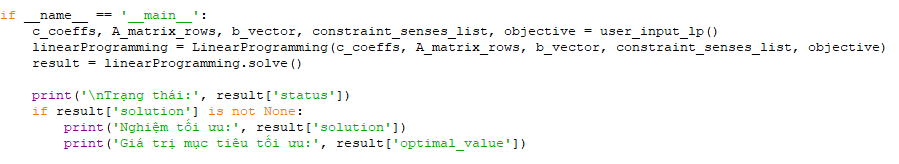 if __name__ == '__main__':
    c_coeffs, A_matrix_rows, b_vector, constraint_senses_list, objective = user_input_lp()
    linearProgramming = LinearProgramming(c_coeffs, A_matrix_rows, b_vector, constraint_senses_list, objective)
    result = linearProgramming.solve()

    print('\nTrạng thái:', result['status'])
    if result['solution'] is not None:
        print('Nghiệm tối ưu:', result['solution'])
        print('Giá trị mục tiêu tối ưu:', result['optimal_value'])